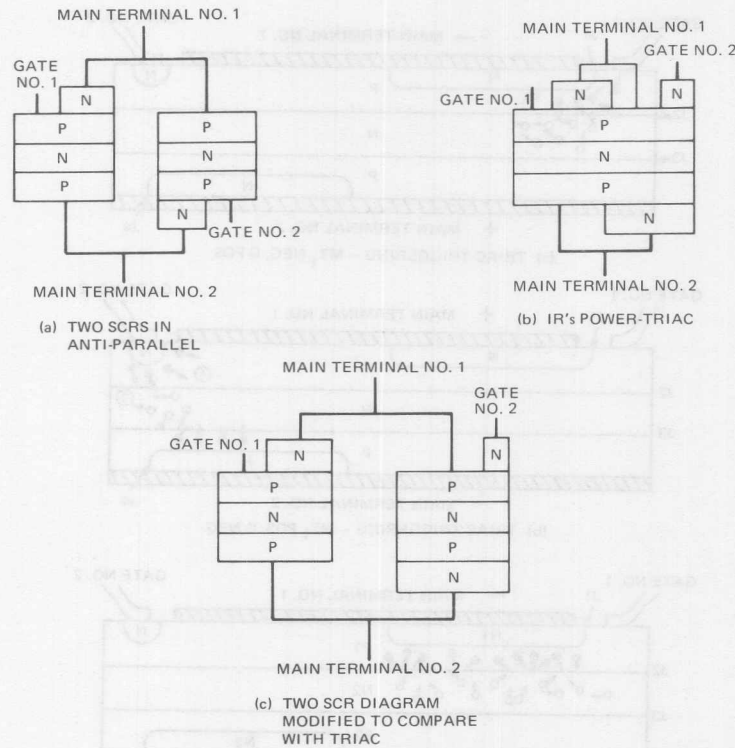 MAIN TERMINAL NO. 1
GATE
NO. 1
N
P
P
N
N
P
P
N
GATE NO. 2
MAIN TERMINAL NO. 2
(a) TWO SCRS IN
ANTI-PARALLEL
MAIN TERMINAL NO. 1
GATE NO. 2
GATE NO. 1
N
N
P
N
P
N
MAIN TERMINAL NO. 2
(b) IR's POWER-TRIAC
MAIN TERMINAL NO. 1
GATE
NO. 2
GATE NO. 1
N
N
P
P
N
N
P
P
N
MAIN TERMINAL NO. 2
(c) TWO SCR DIAGRAM
MODIFIED TO COMPARE
WITH TRIAC